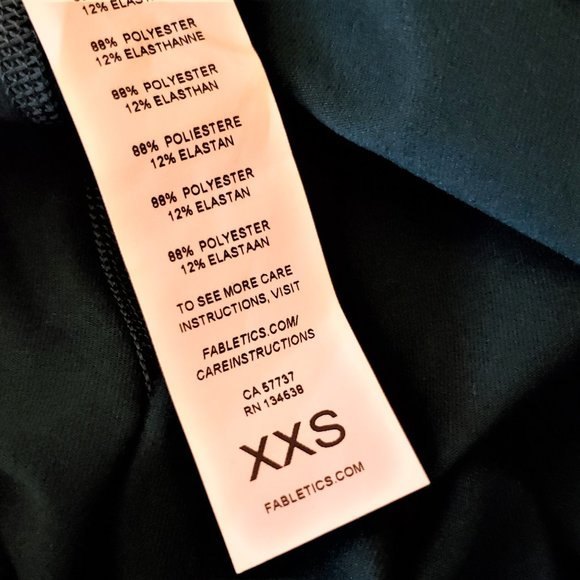 12% ELASTAN
88% POLYESTER
12% ELASTHANNE
88% POLYESTER
12% ELASTHAN
88% POLIESTERE
12% ELASTAN
88% POLYESTER
12% ELASTAN
88% POLYESTER
12% ELASTAAN
TO SEE MORE CARE
INSTRUCTIONS, VISIT
FABLETICS.COM/
CAREINSTRUCTIONS
CA 57737
RN 134638
XXS
FABLETICS.COM